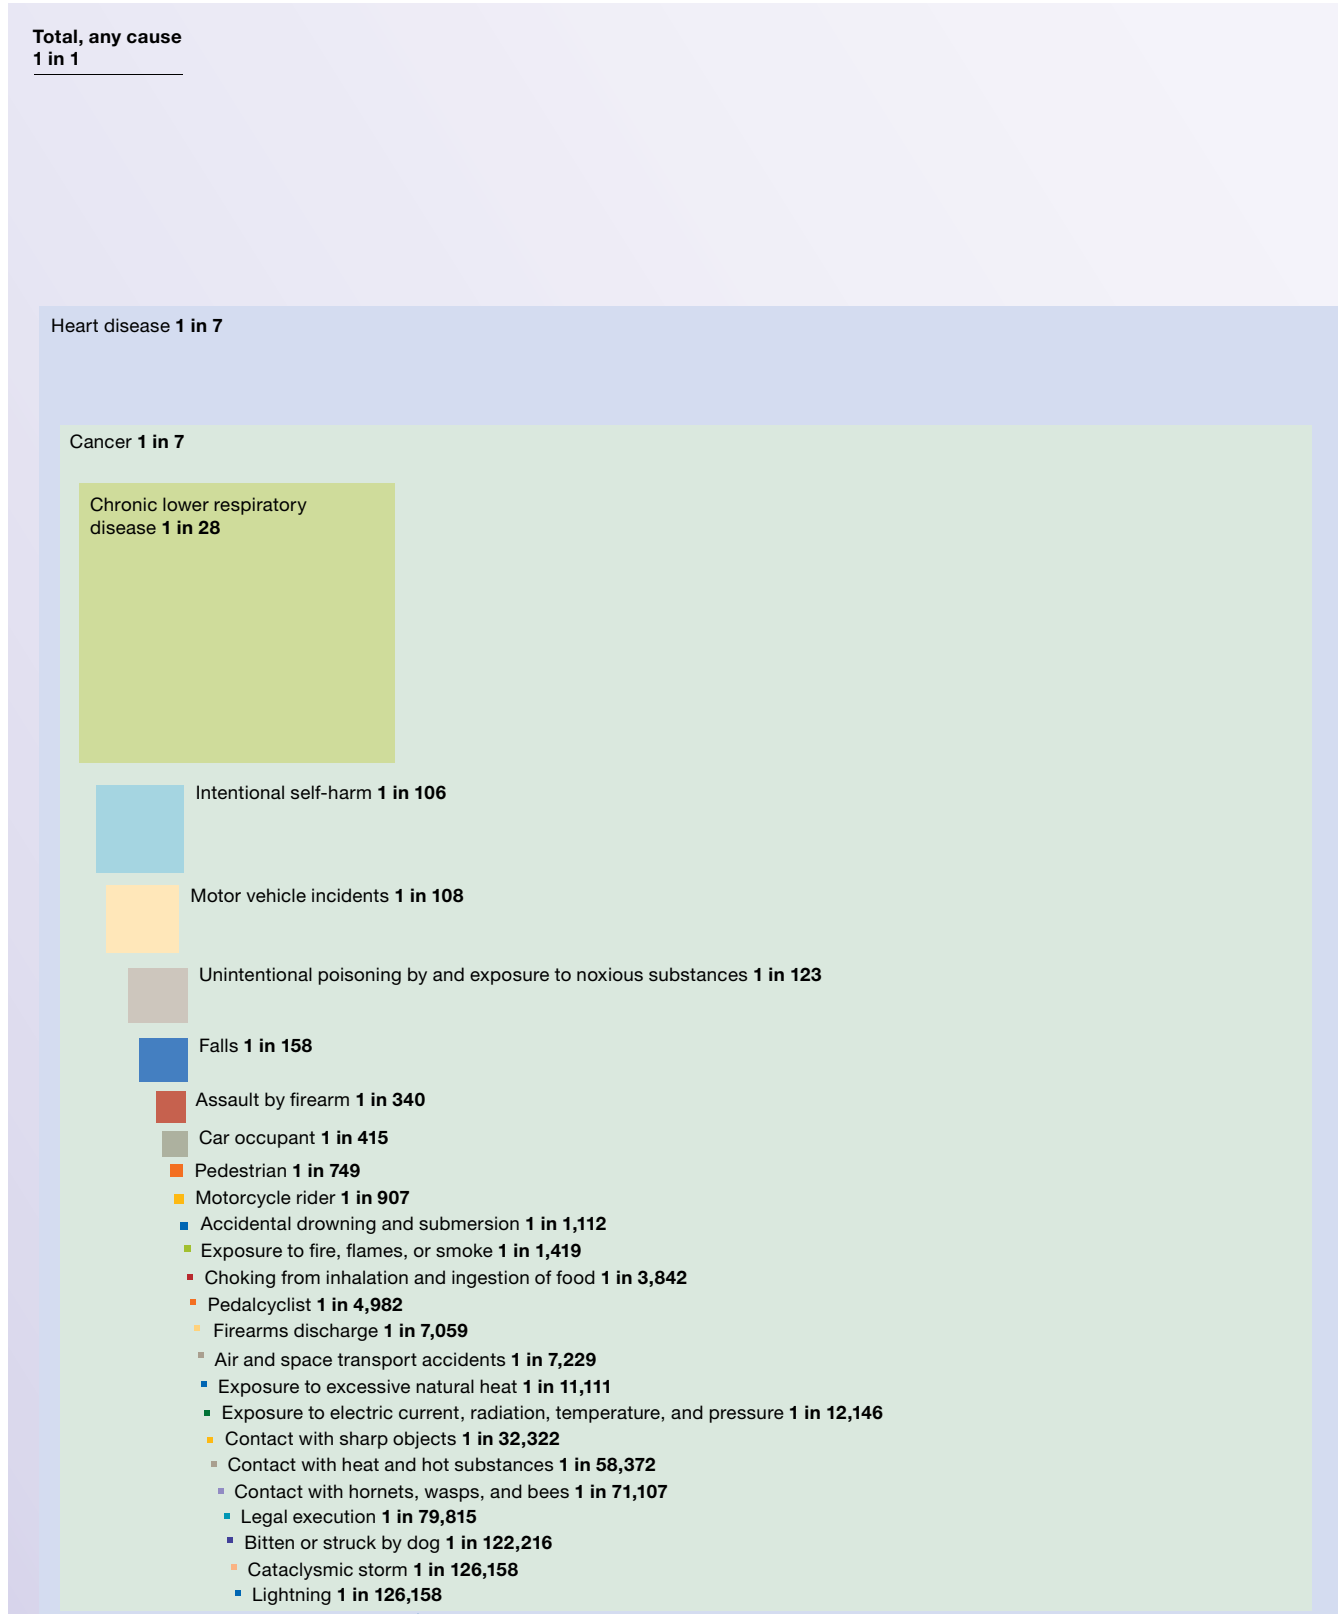 Total, any cause
1 in 1
Heart disease 1 in 7
Cancer 1 in 7
Chronic lower respiratory
disease 1 in 28
Intentional self-harm 1 in 106
Motor vehicle incidents 1 in 108
Unintentional poisoning by and exposure to noxious substances 1 in 123
Falls 1 in 158
Assault by firearm 1 in 340
Car occupant 1 in 415
Pedestrian 1 in 749
Motorcycle rider 1 in 907
Accidental drowning and submersion 1 in 1,112
Exposure to fire, flames, or smoke 1 in 1,419
Choking from inhalation and ingestion of food 1 in 3,842
Pedalcyclist 1 in 4,982
Firearms discharge 1 in 7,059
Air and space transport accidents 1 in 7,229
Exposure to excessive natural heat 1 in 11,111
Exposure to electric current, radiation, temperature, and pressure 1 in 12,146
Contact with sharp objects 1 in 32,322
Contact with heat and hot substances 1 in 58,372
Contact with hornets, wasps, and bees 1 in 71,107
Legal execution 1 in 79,815
Bitten or struck by dog 1 in 122,216
Cataclysmic storm 1 in 126,158
Lightning 1 in 126,158